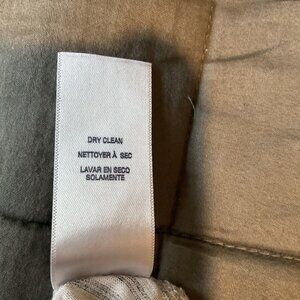 DRY CLEAN
NETTOYER À SEC
LAVAR EN SECO
SOLAMENTE